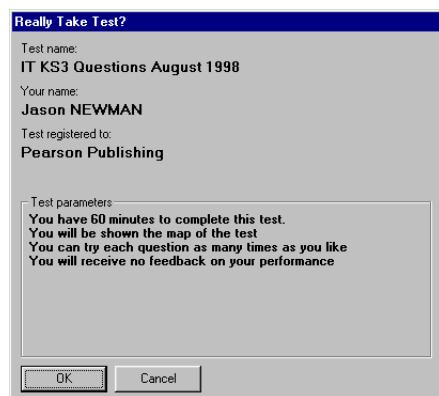 Really Take Test?
Test name:
IT KS3 Questions August 1998
Your name:
Jason NEWMAN
Test registered to:
Pearson Publishing
Test parameters
You have 60 minutes to complete this test.
You will be shown the map of the test
You can try each question as many times as you like
You will receive no feedback on your performance
OK
Cancel